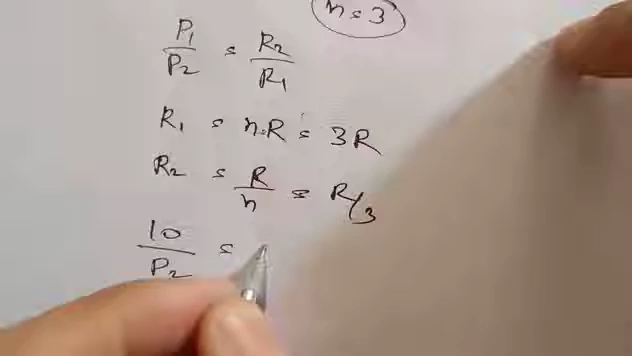 n = 3
P₁/P₂ = R₂/R₁
R₁ = n.R = 3R
R₂ = R/n = R/3
10/P₂ =